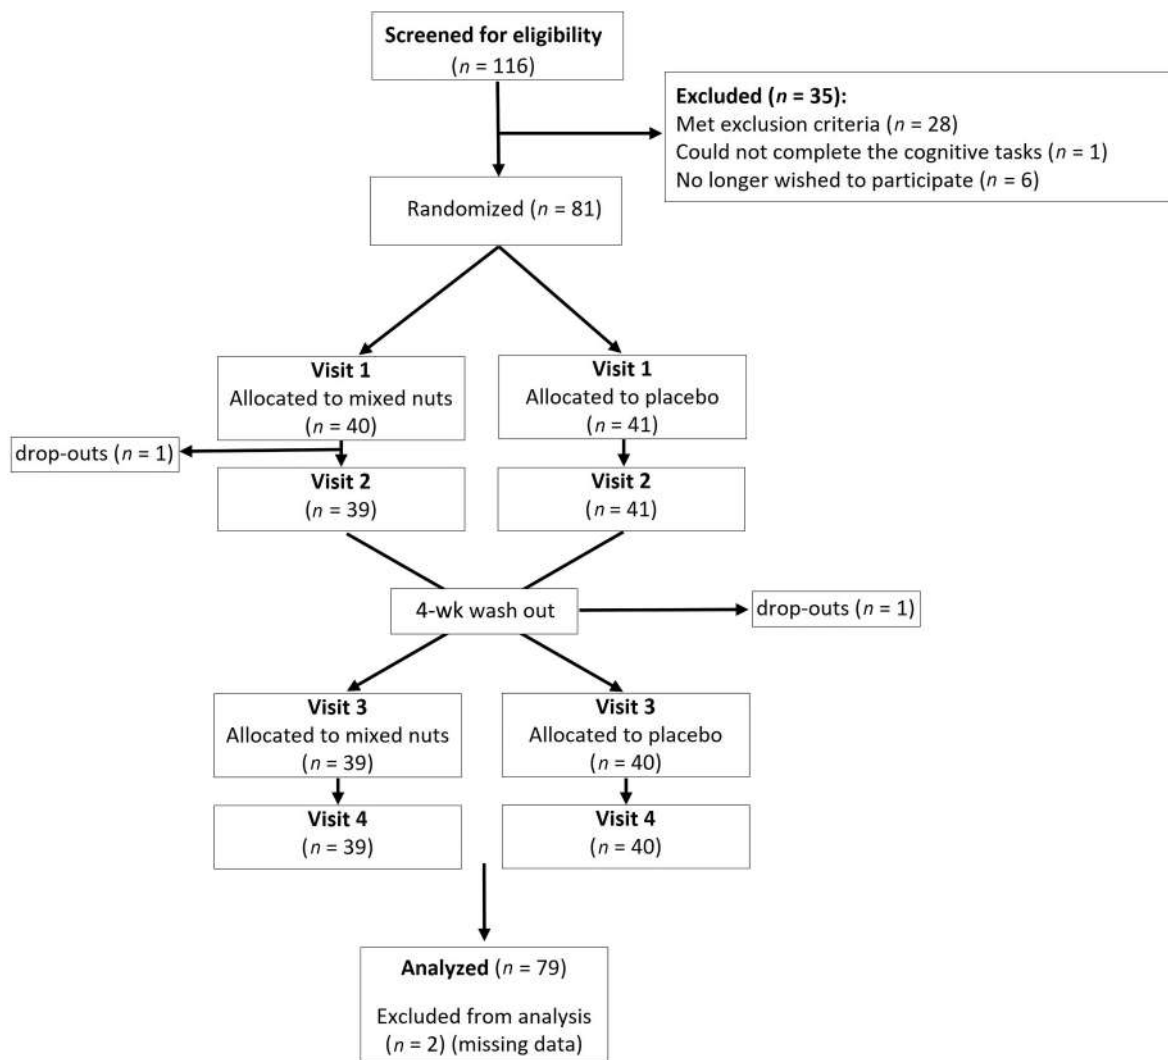 Screened for eligibility
(n = 116)
Excluded (n = 35):
Met exclusion criteria (n = 28)
Could not complete the cognitive tasks (n = 1)
No longer wished to participate (n = 6)
Randomized (n = 81)
Visit 1
Allocated to mixed nuts
(n = 40)
Visit 1
Allocated to placebo
(n = 41)
drop-outs (n = 1)
Visit 2
(n = 39)
Visit 2
(n = 41)
4-wk wash out
drop-outs (n = 1)
Visit 3
Allocated to mixed nuts
(n = 39)
Visit 3
Allocated to placebo
(n = 40)
Visit 4
(n = 39)
Visit 4
(n = 40)
Analyzed (n = 79)
Excluded from analysis
(n = 2) (missing data)